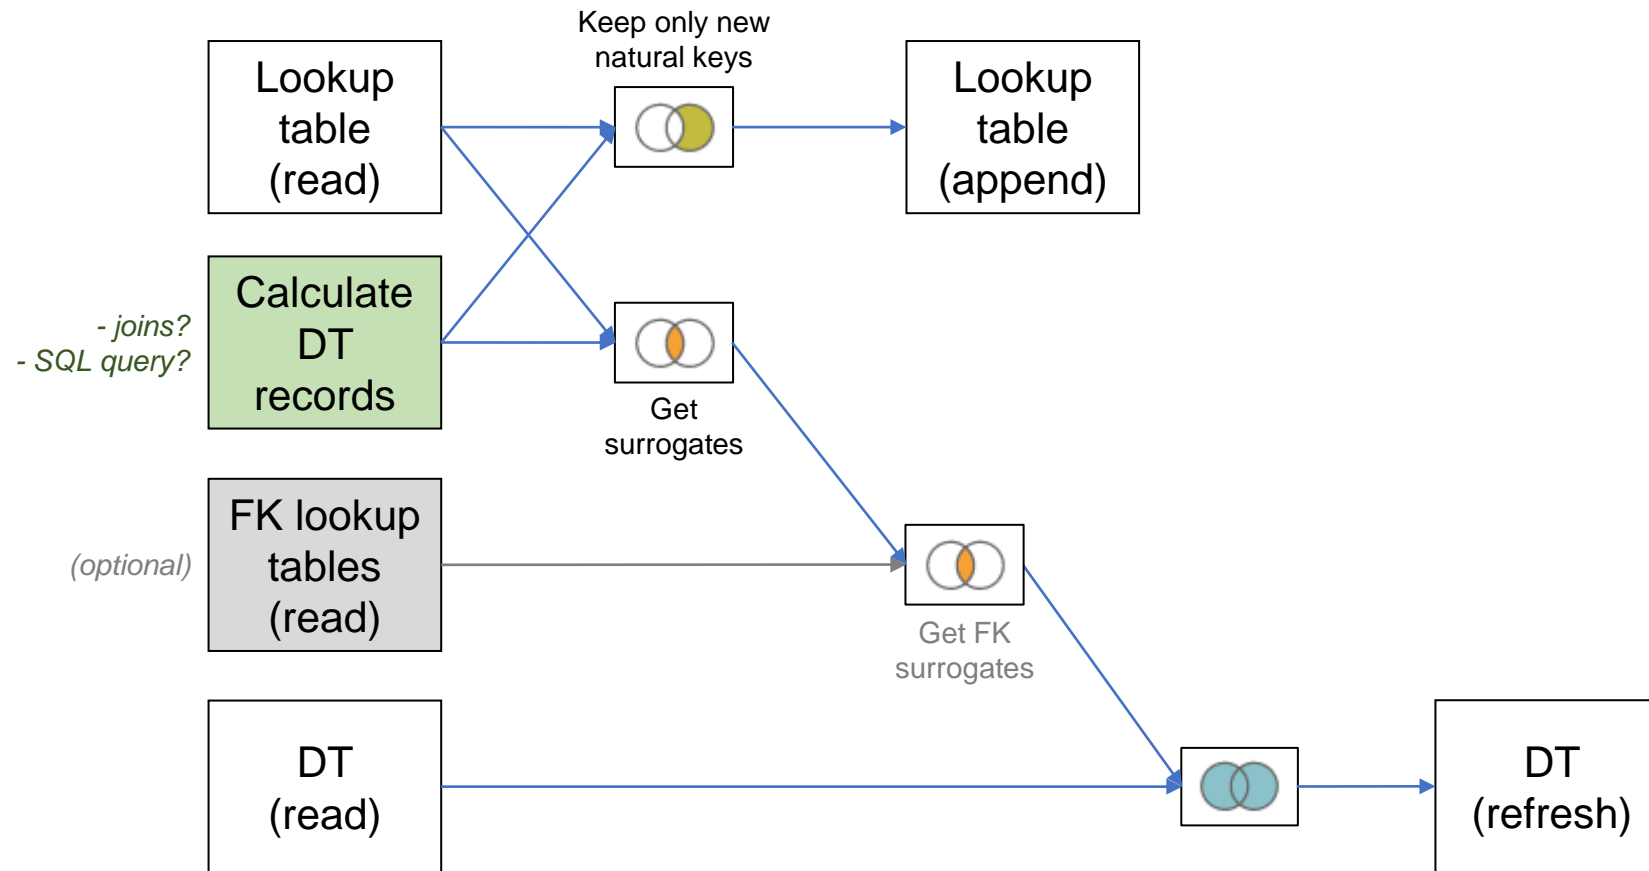 Keep only new
natural keys
Lookup
table
(read)
Lookup
table
(append)
Calculate
DT
records
- joins?
- SQL query?
Get
surrogates
FK lookup
tables
(read)
(optional)
Get FK
surrogates
DT
(read)
DT
(refresh)